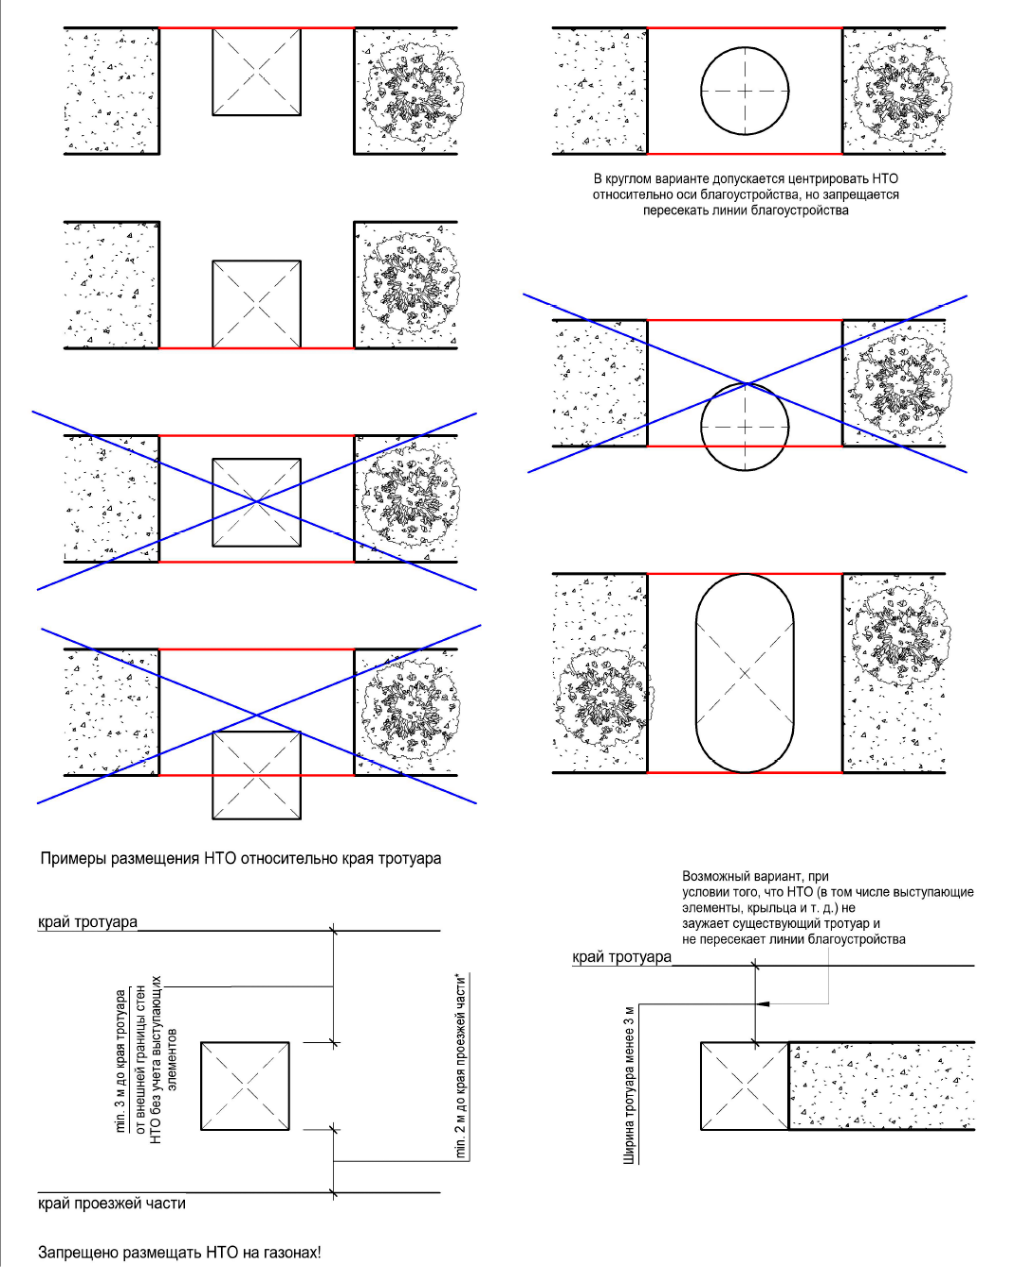 В круглом варианте допускается центрировать НТО
относительно оси благоустройства, но запрещается
пересекать линии благоустройства
Примеры размещения НТО относительно края тротуара
край тротуара
min. 3 м до края тротуара
от внешней границы стен
НТО без учета выступающих
элементов
min. 2 м до края проезжей части*
край проезжей части
Возможный вариант, при
условии того, что НТО (в том числе выступающие
элементы, крыльца и т. д.) не
заужает существующий тротуар и
не пересекает линии благоустройства
край тротуара
Ширина тротуара менее 3 м
Запрещено размещать НТО на газонах!